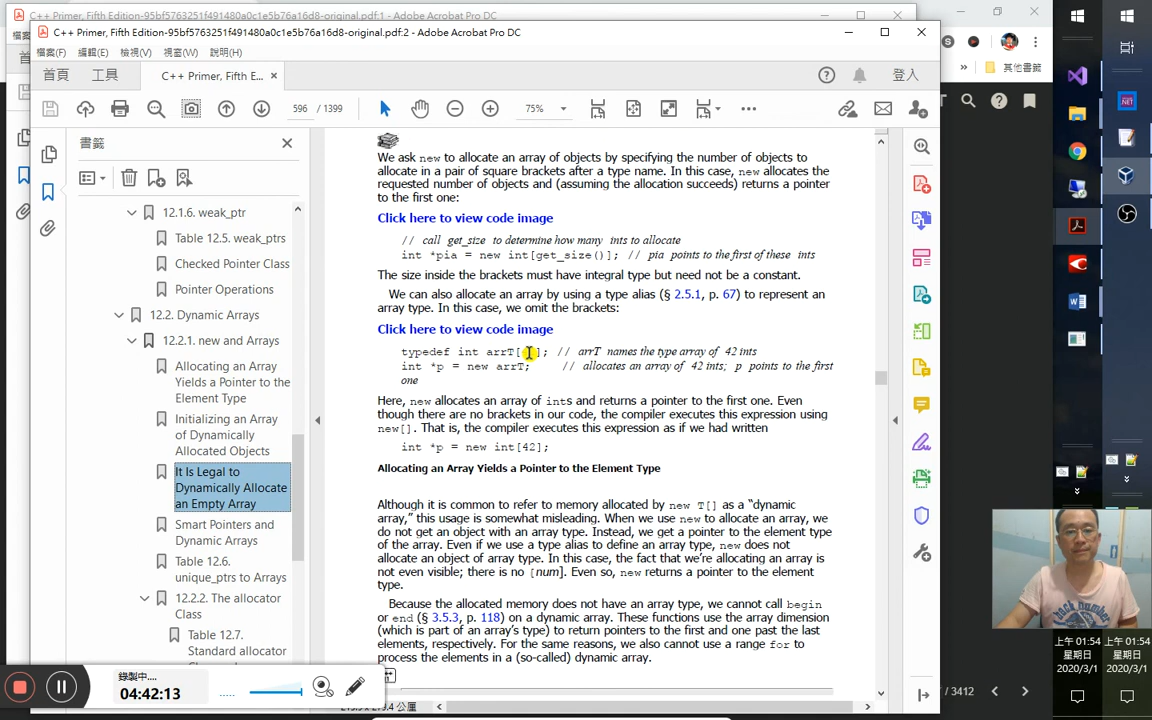 C++ Primer, Fifth Edition-95bf5763251f491480a0c1e5b76a16d8-original.pdf:1 - Adobe Acrobat Pro DC
C++ Primer, Fifth Edition-95bf5763251f491480a0c1e5b76a16d8-original.pdf:2 - Adobe Acrobat Pro DC
檔案(F) 編輯(E) 檢視(V) 視窗(W) 說明(H)
首頁 工具 C++ Primer, Fifth E... × 登入
596 / 1399 75%
» 其他書籤
書籤
12.1.6. weak_ptr
Table 12.5. weak_ptrs
Checked Pointer Class
Pointer Operations
12.2. Dynamic Arrays
12.2.1. new and Arrays
Allocating an Array
Yields a Pointer to the
Element Type
Initializing an Array
of Dynamically
Allocated Objects
It Is Legal to
Dynamically Allocate
an Empty Array
Smart Pointers and
Dynamic Arrays
Table 12.6.
unique_ptrs to Arrays
12.2.2. The allocator
Class
Table 12.7.
Standard allocator
We ask new to allocate an array of objects by specifying the number of objects to
allocate in a pair of square brackets after a type name. In this case, new allocates the
requested number of objects and (assuming the allocation succeeds) returns a pointer
to the first one:
Click here to view code image
// call get_size to determine how many ints to allocate
int *pia = new int[get_size()]; // pia points to the first of these ints
The size inside the brackets must have integral type but need not be a constant.
We can also allocate an array by using a type alias (§ 2.5.1, p. 67) to represent an
array type. In this case, we omit the brackets:
Click here to view code image
typedef int arrT[ ]; // arrT names the type array of 42 ints
int *p = new arrT; // allocates an array of 42 ints; p points to the first
one
Here, new allocates an array of ints and returns a pointer to the first one. Even
though there are no brackets in our code, the compiler executes this expression using
new[]. That is, the compiler executes this expression as if we had written
int *p = new int[42];
Allocating an Array Yields a Pointer to the Element Type
Although it is common to refer to memory allocated by new T[] as a “dynamic
array,” this usage is somewhat misleading. When we use new to allocate an array, we
do not get an object with an array type. Instead, we get a pointer to the element type
of the array. Even if we use a type alias to define an array type, new does not
allocate an object of array type. In this case, the fact that we’re allocating an array is
not even visible; there is no [num]. Even so, new returns a pointer to the element
type.
Because the allocated memory does not have an array type, we cannot call begin
or end (§ 3.5.3, p. 118) on a dynamic array. These functions use the array dimension
(which is part of an array’s type) to return pointers to the first and one past the last
elements, respectively. For the same reasons, we also cannot use a range for to
process the elements in a (so-called) dynamic array.
錄製中...
04:42:13
/ 3412
上午 01:54
星期日
2020/3/1
上午 01:54
星期日
2020/3/1